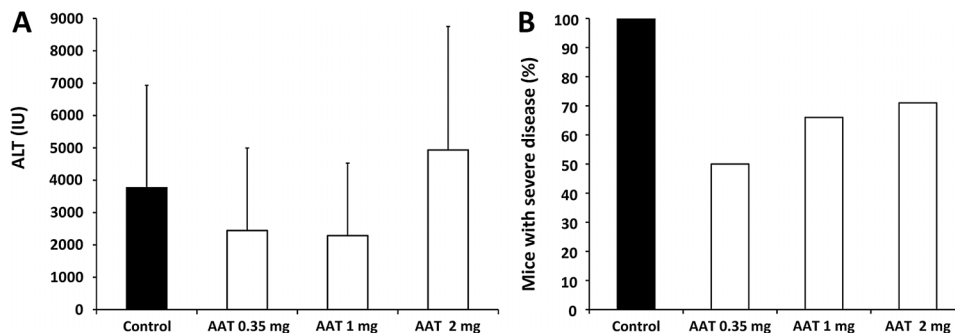 A
ALT (IU)
9000
8000
7000
6000
5000
4000
3000
2000
1000
0
Control
AAT 0.35 mg
AAT 1 mg
AAT 2 mg
B
Mice with severe disease (%)
100
90
80
70
60
50
40
30
20
10
0
Control
AAT 0.35 mg
AAT 1 mg
AAT 2 mg